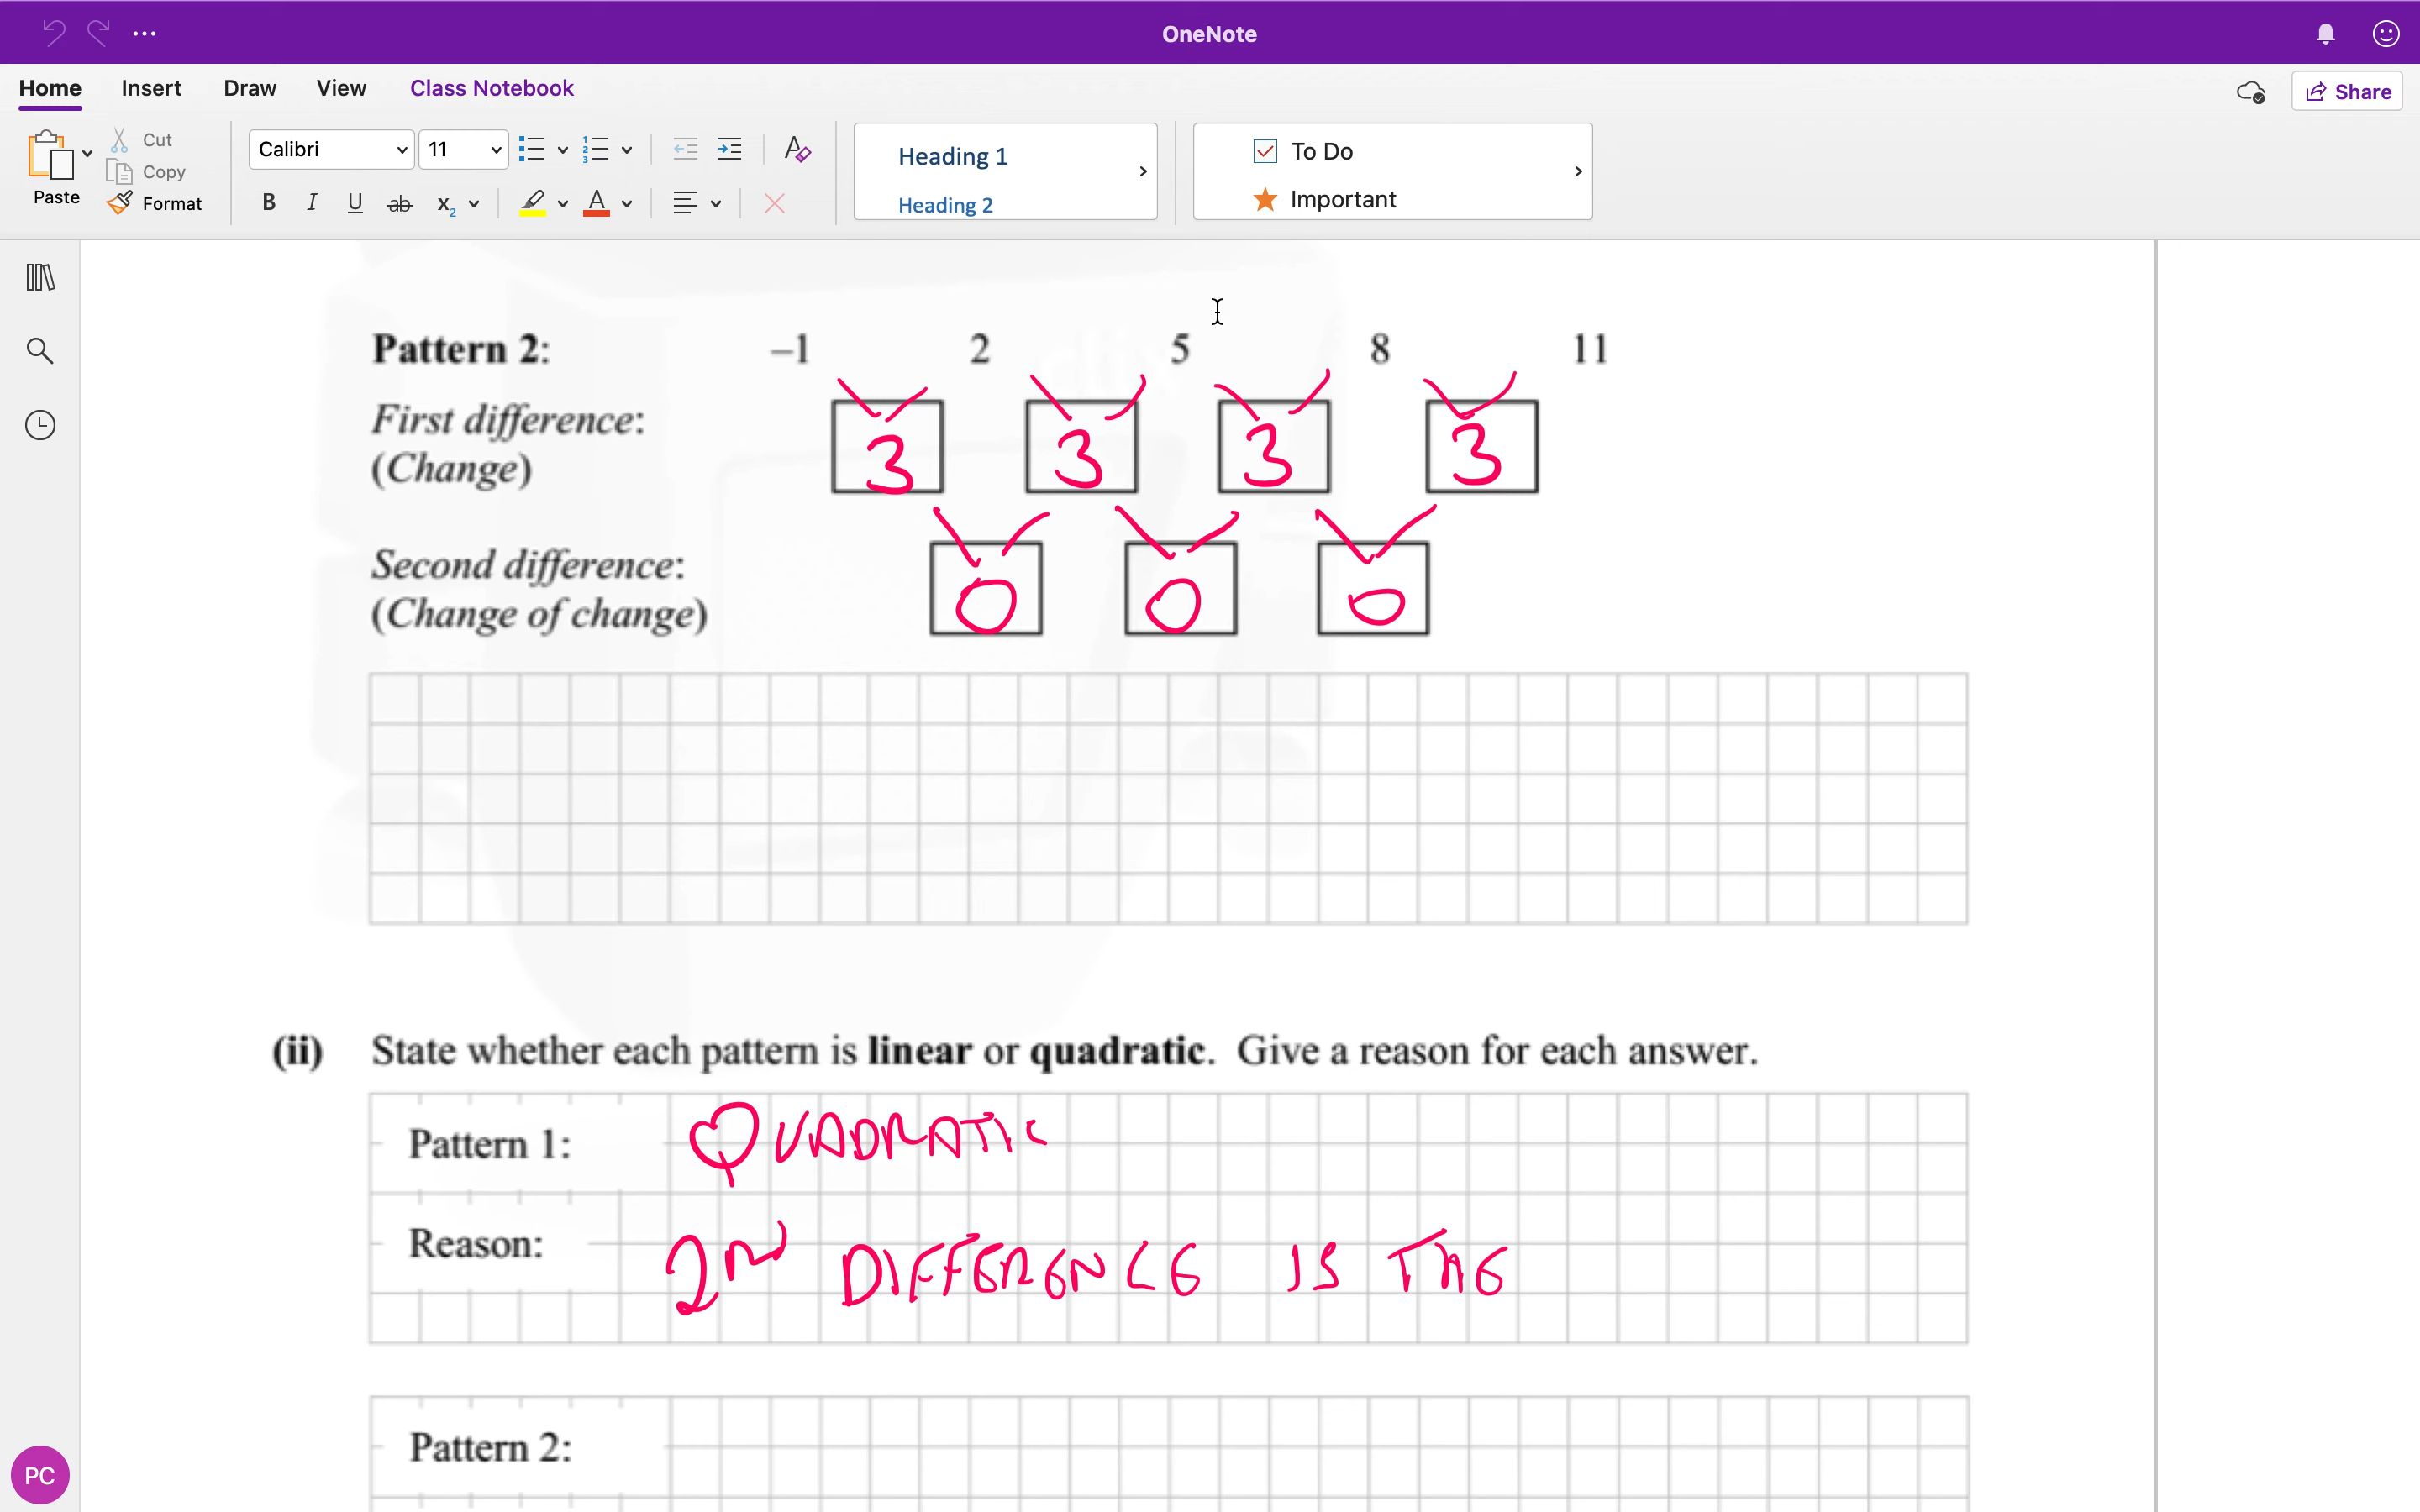 OneNote
Home Insert Draw View Class Notebook Share
Paste Cut Copy Format Calibri 11 Heading 1 Heading 2 To Do Important
B I U ab X2 A
Pattern 2: –1 2 5 8 11
First difference: 3 3 3 3
(Change)
Second difference: 0 0 0
(Change of change)
(ii) State whether each pattern is linear or quadratic. Give a reason for each answer.
Pattern 1: QUADRATIC
Reason: 2ND DIFFERENCE IS THE
Pattern 2:
PC